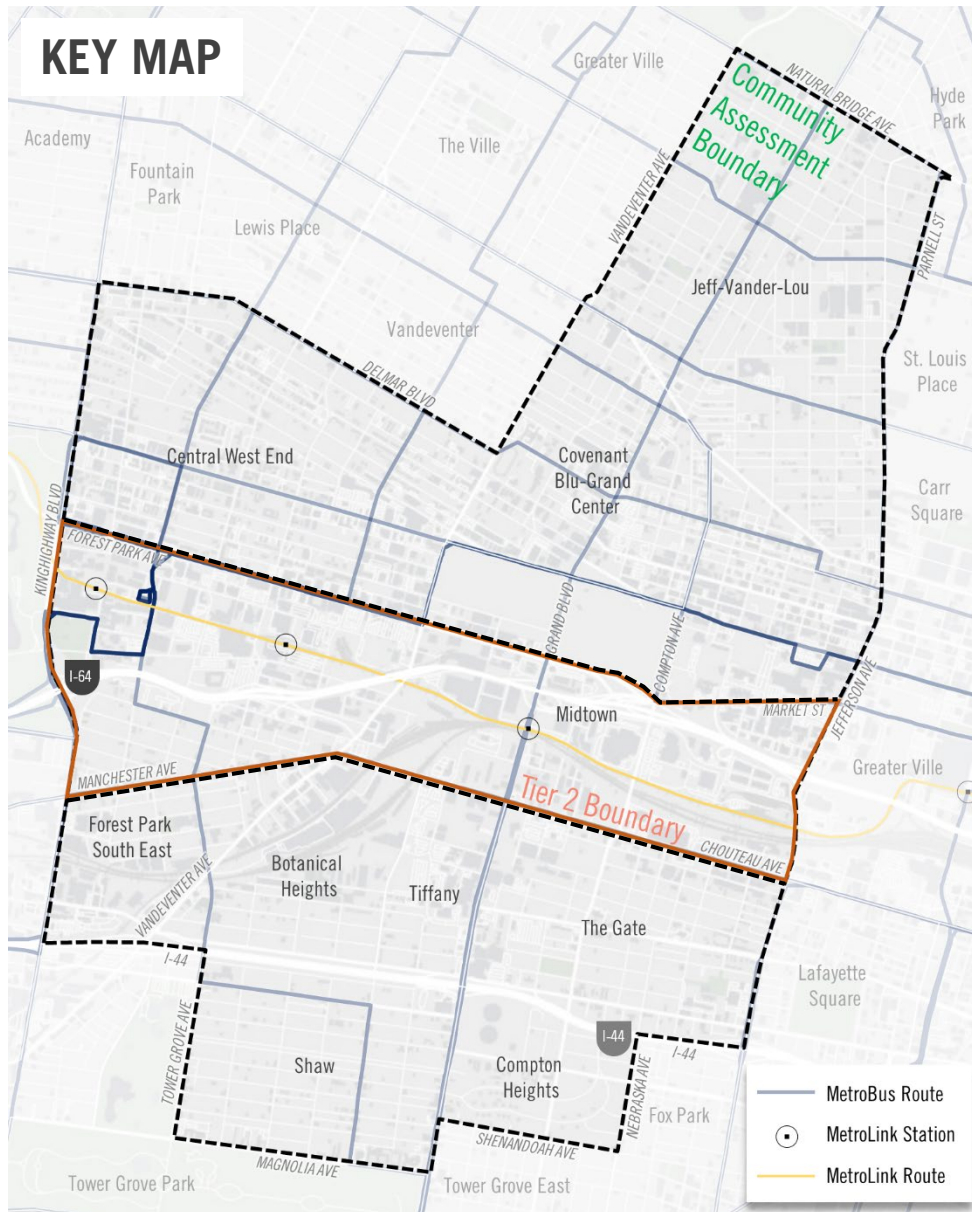 KEY MAP
Greater Ville
NATURAL BRIDGE AVE
Hyde
Park
Community
Assessment
Boundary
Academy
The Ville
Fountain
Park
VANDEVENTER AVE
Lewis Place
PARNELL ST
Jeff-Vander-Lou
Vandeventer
St. Louis
Place
DELMAR BLVD
Central West End
Covenant
Blu-Grand
Center
Carr
Square
KINGHIGHWAY BLVD
FOREST PARK AVE
GRAND BLVD
COMPTON AVE
I-64
Midtown
MARKET ST
JEFFERSON AVE
MANCHESTER AVE
Greater Ville
Tier 2 Boundary
Forest Park
South East
CHOUTEAU AVE
Botanical
Heights
Tiffany
VANDEVENTER AVE
The Gate
I-44
Lafayette
Square
TOWER GROVE AVE
I-44
I-44
Shaw
Compton
Heights
NEBRASKA AVE
Fox Park
SHENANDOAH AVE
MAGNOLIA AVE
Tower Grove Park
Tower Grove East
MetroBus Route
MetroLink Station
MetroLink Route